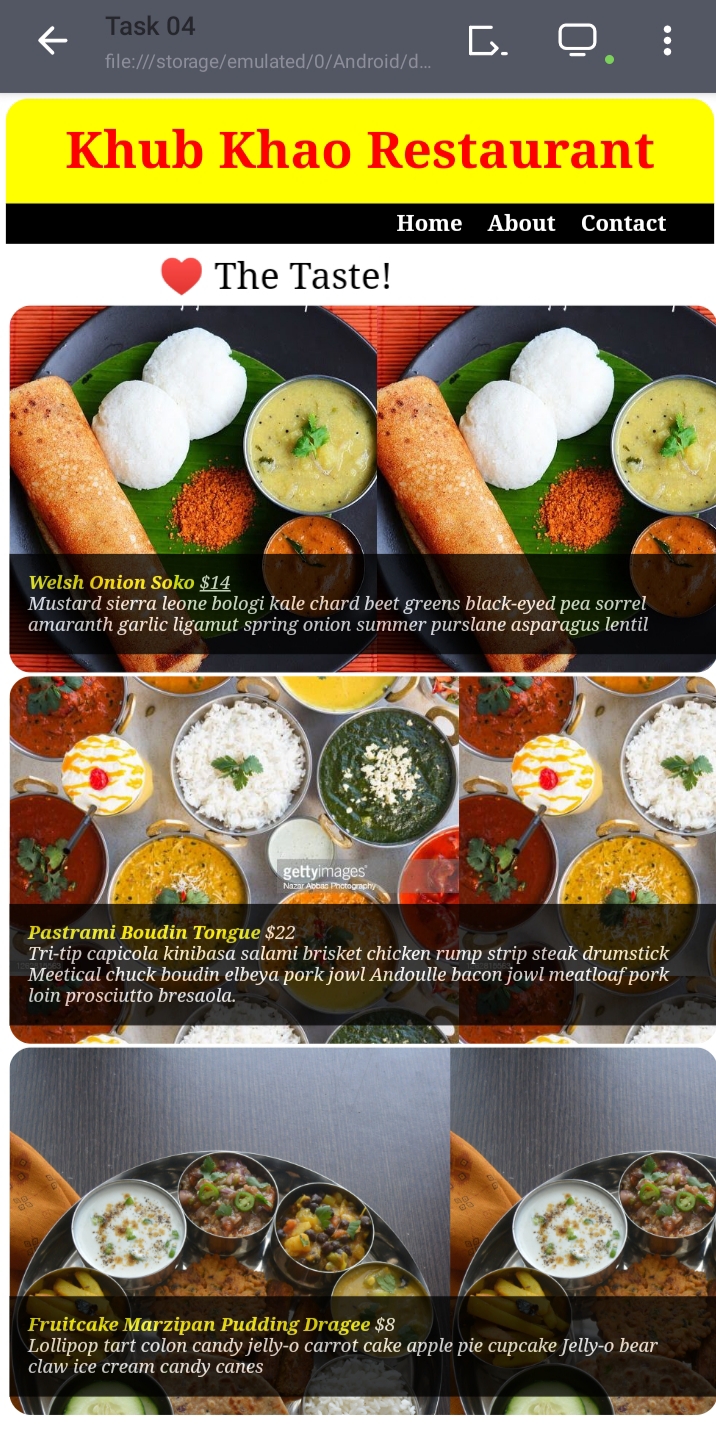 Task 04
file:///storage/emulated/0/Android/d...
Khub Khao Restaurant
Home About Contact
❤️ The Taste!
Welsh Onion Soko $14
Mustard sierra leone bologi kale chard beet greens black-eyed pea sorrel
amaranth garlic ligamut spring onion summer purslane asparagus lentil
gettyimages®
Nazar Abbas Photography
Pastrami Boudin Tongue $22
Tri-tip capicola kinibasa salami brisket chicken rump strip steak drumstick
Meetical chuck boudin elbeya pork jowl Andoulle bacon jowl meatloaf pork
loin prosciutto bresaola.
Fruitcake Marzipan Pudding Dragee $8
Lollipop tart colon candy jelly-o carrot cake apple pie cupcake Jelly-o bear
claw ice cream candy canes